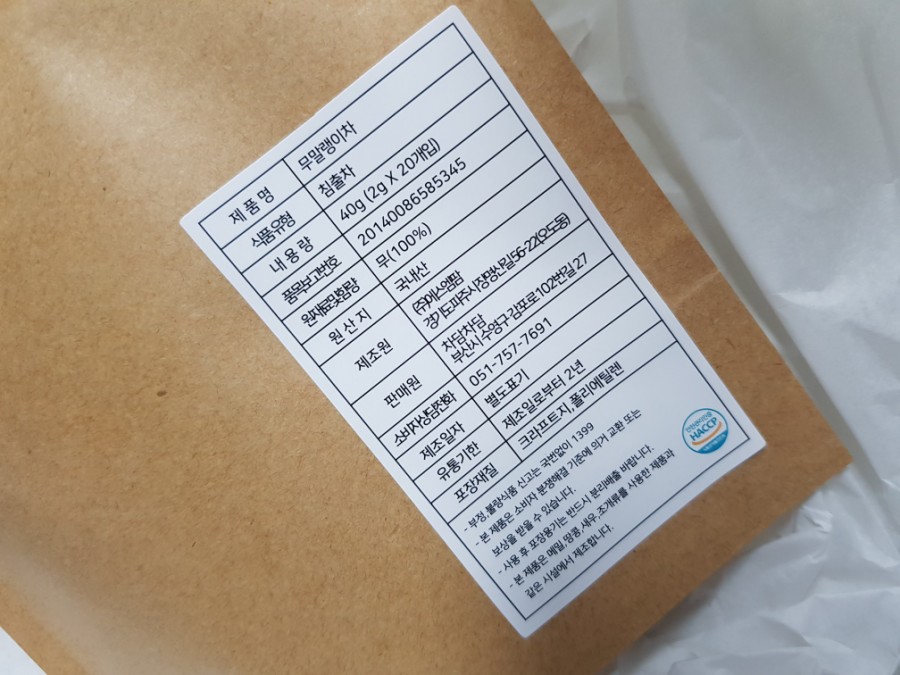 제품명 무말랭이차
식품유형 침출차
내용량 40g (2g X 20개입)
품목보고번호 20140086585345
원재료및함량 무(100%)
원산지 국내산
제조원 (주)에스엠팜
경기도 파주시 장명산길 56-22(오도동)
판매원 차담차담
부산시 수영구 감포로102번길 27
소비자상담전화 051-757-7691
제조일자 별도표기
유통기한 제조일로부터 2년
포장재질 크라프트지, 폴리에틸렌
- 부정,불량식품 신고는 국번없이 1399
- 본 제품은 소비자 분쟁해결 기준에 의거 교환 또는
보상을 받을 수 있습니다.
- 사용 후 포장용기는 반드시 분리배출 바랍니다.
- 본 제품은 메밀,땅콩,새우,조개류를 사용한 제품과
같은 시설에서 제조합니다.
HACCP